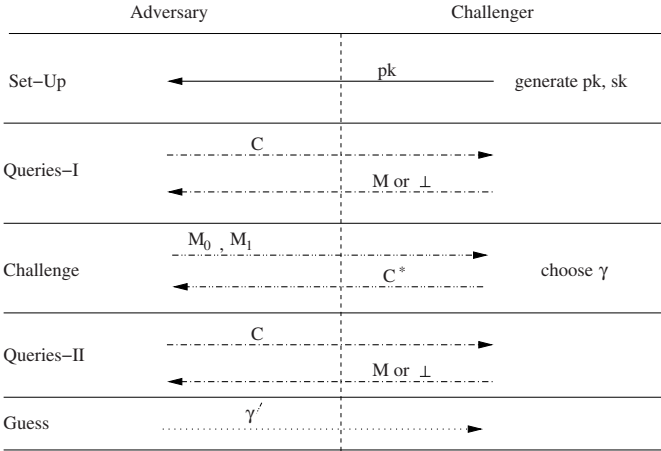 Adversary Challenger
pk
Set−Up generate pk, sk
C
Queries−I
M or ⊥
M₀ , M₁
Challenge choose γ
C*
C
Queries−II
M or ⊥
γ′
Guess